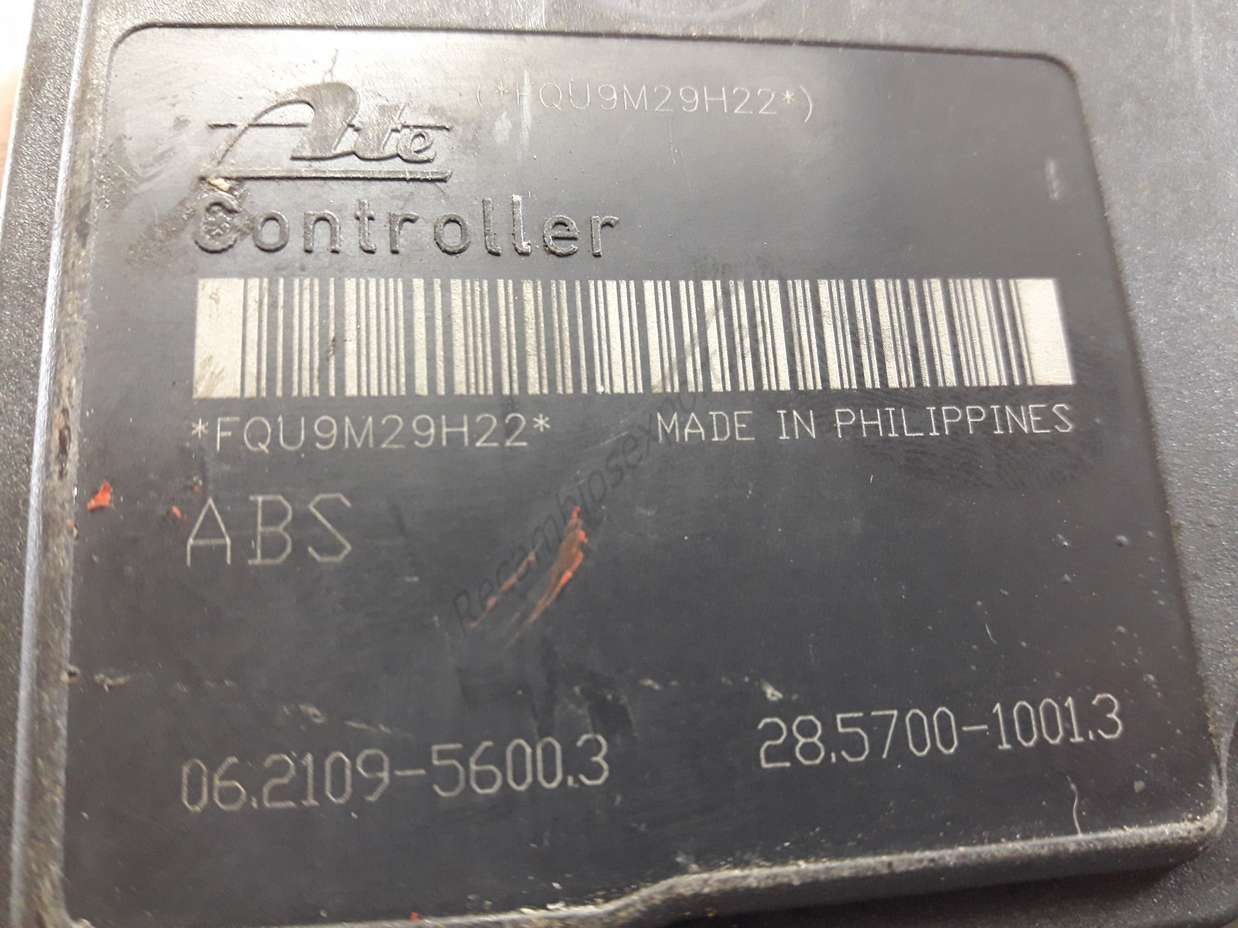 (*FQU9M29H22*)
Ate
Controller
*FQU9M29H22* MADE IN PHILIPPINES
ABS
06.2109-5600.3 28.5700-1001.3